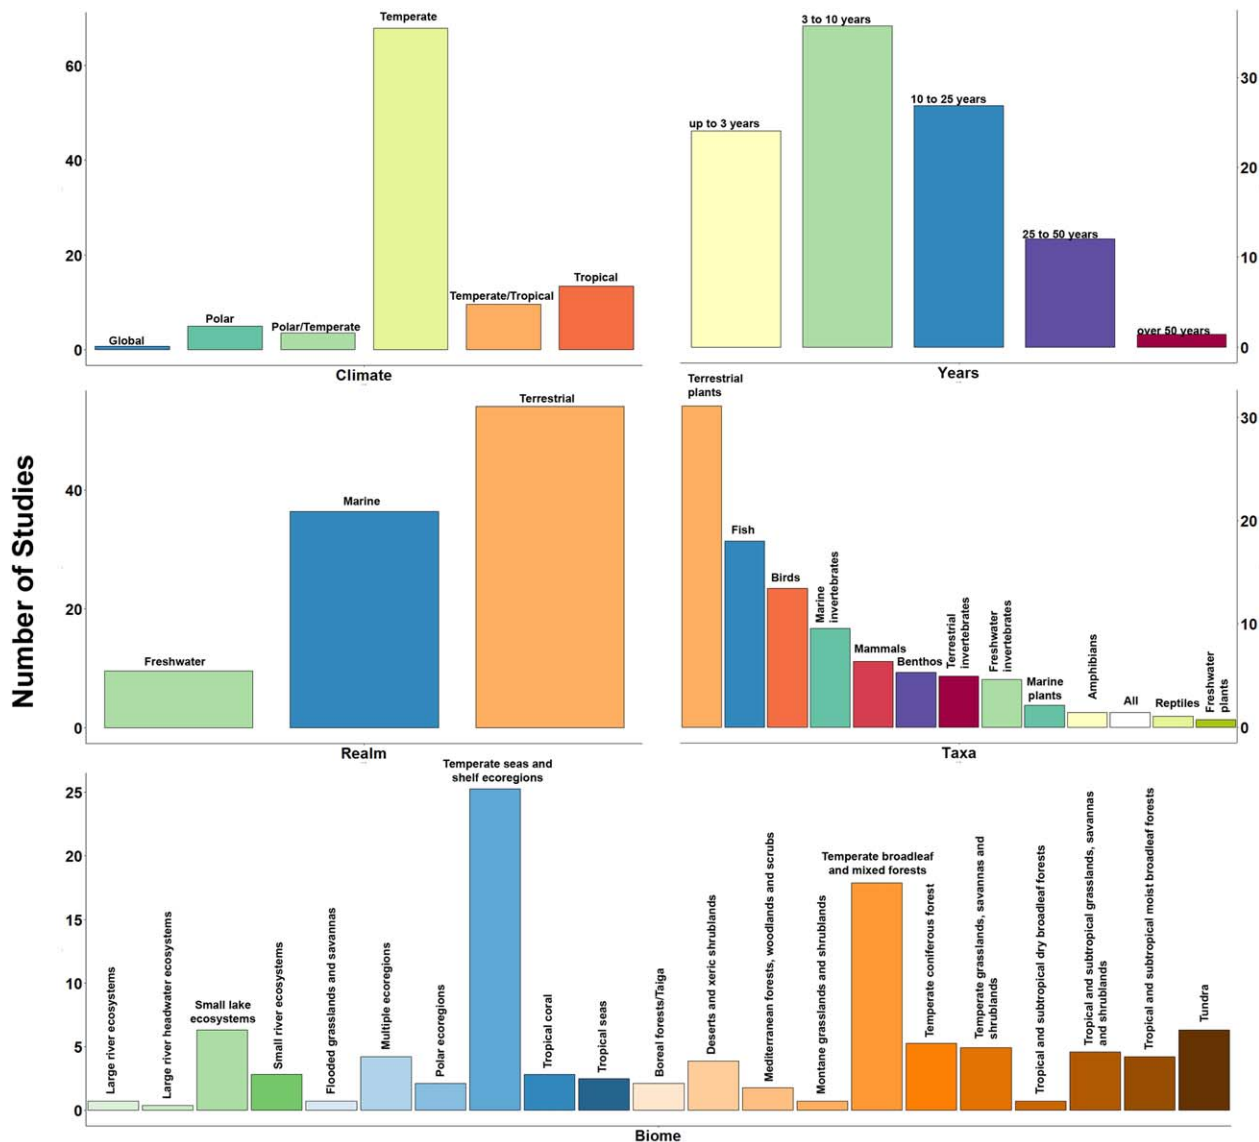 Number of Studies
60
40
20
0
Global
Polar
Polar/Temperate
Temperate
Temperate/Tropical
Tropical
Climate
up to 3 years
3 to 10 years
10 to 25 years
25 to 50 years
over 50 years
30
20
10
0
Years
40
20
0
Freshwater
Marine
Terrestrial
Realm
Terrestrial
plants
Fish
Birds
Marine
invertebrates
Mammals
Benthos
Terrestrial
invertebrates
Freshwater
invertebrates
Marine
plants
Amphibians
All
Reptiles
Freshwater
plants
30
20
10
0
Taxa
25
20
15
10
5
0
Large river ecosystems
Large river headwater ecosystems
Small lake
ecosystems
Small river ecosystems
Flooded grasslands and savannas
Multiple ecoregions
Polar ecoregions
Temperate seas and
shelf ecoregions
Tropical coral
Tropical seas
Boreal forests/Taiga
Deserts and xeric shrublands
Mediterranean forests, woodlands and scrubs
Montane grasslands and shrublands
Temperate broadleaf
and mixed forests
Temperate coniferous forest
Temperate grasslands, savannas and
shrublands
Tropical and subtropical dry broadleaf forests
Tropical and subtropical grasslands, savannas
and shrublands
Tropical and subtropical moist broadleaf forests
Tundra
Biome